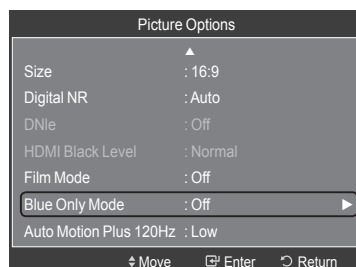 Picture Options
▲
Size : 16:9
Digital NR : Auto
DNIe : Off
HDMI Black Level : Normal
Film Mode : Off
Blue Only Mode : Off ►
Auto Motion Plus 120Hz : Low
Move Enter Return